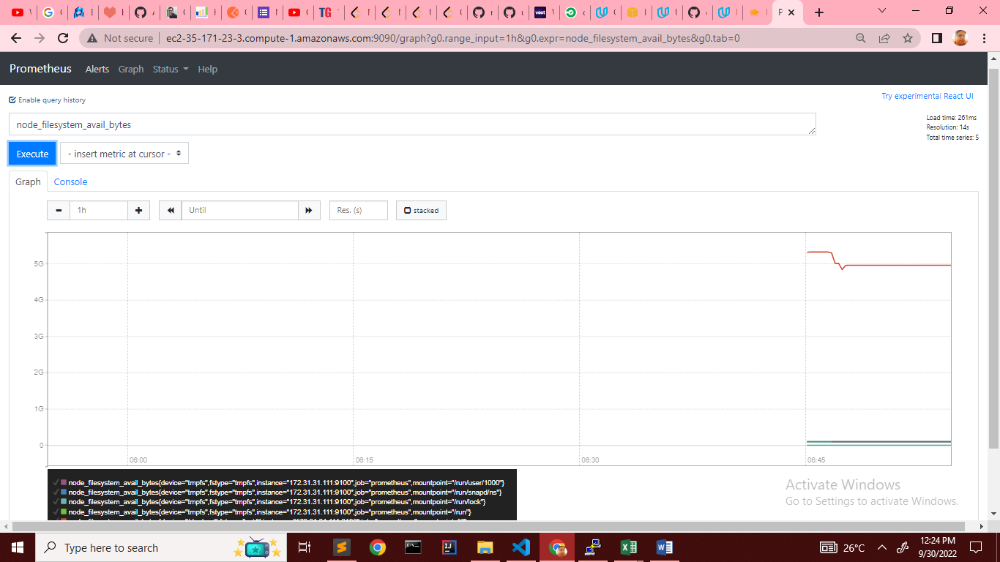 Not secure ec2-35-171-23-3.compute-1.amazonaws.com:9090/graph?g0.range_input=1h&g0.expr=node_filesystem_avail_bytes&g0.tab=0
Prometheus Alerts Graph Status Help
Enable query history
Try experimental React UI
node_filesystem_avail_bytes
Load time: 261ms
Resolution: 14s
Total time series: 5
Execute - insert metric at cursor -
Graph Console
1h Until Res. (s) stacked
5G
4G
3G
2G
1G
0
06:00 06:15 06:30 06:45
node_filesystem_avail_bytes{device="tmpfs",fstype="tmpfs",instance="172.31.31.111:9100",job="prometheus",mountpoint="/run/user/1000"}
node_filesystem_avail_bytes{device="tmpfs",fstype="tmpfs",instance="172.31.31.111:9100",job="prometheus",mountpoint="/run/snapd/ns"}
node_filesystem_avail_bytes{device="tmpfs",fstype="tmpfs",instance="172.31.31.111:9100",job="prometheus",mountpoint="/run/lock"}
node_filesystem_avail_bytes{device="tmpfs",fstype="tmpfs",instance="172.31.31.111:9100",job="prometheus",mountpoint="/run"}
Activate Windows
Go to Settings to activate Windows.
Type here to search
26°C
12:24 PM
9/30/2022